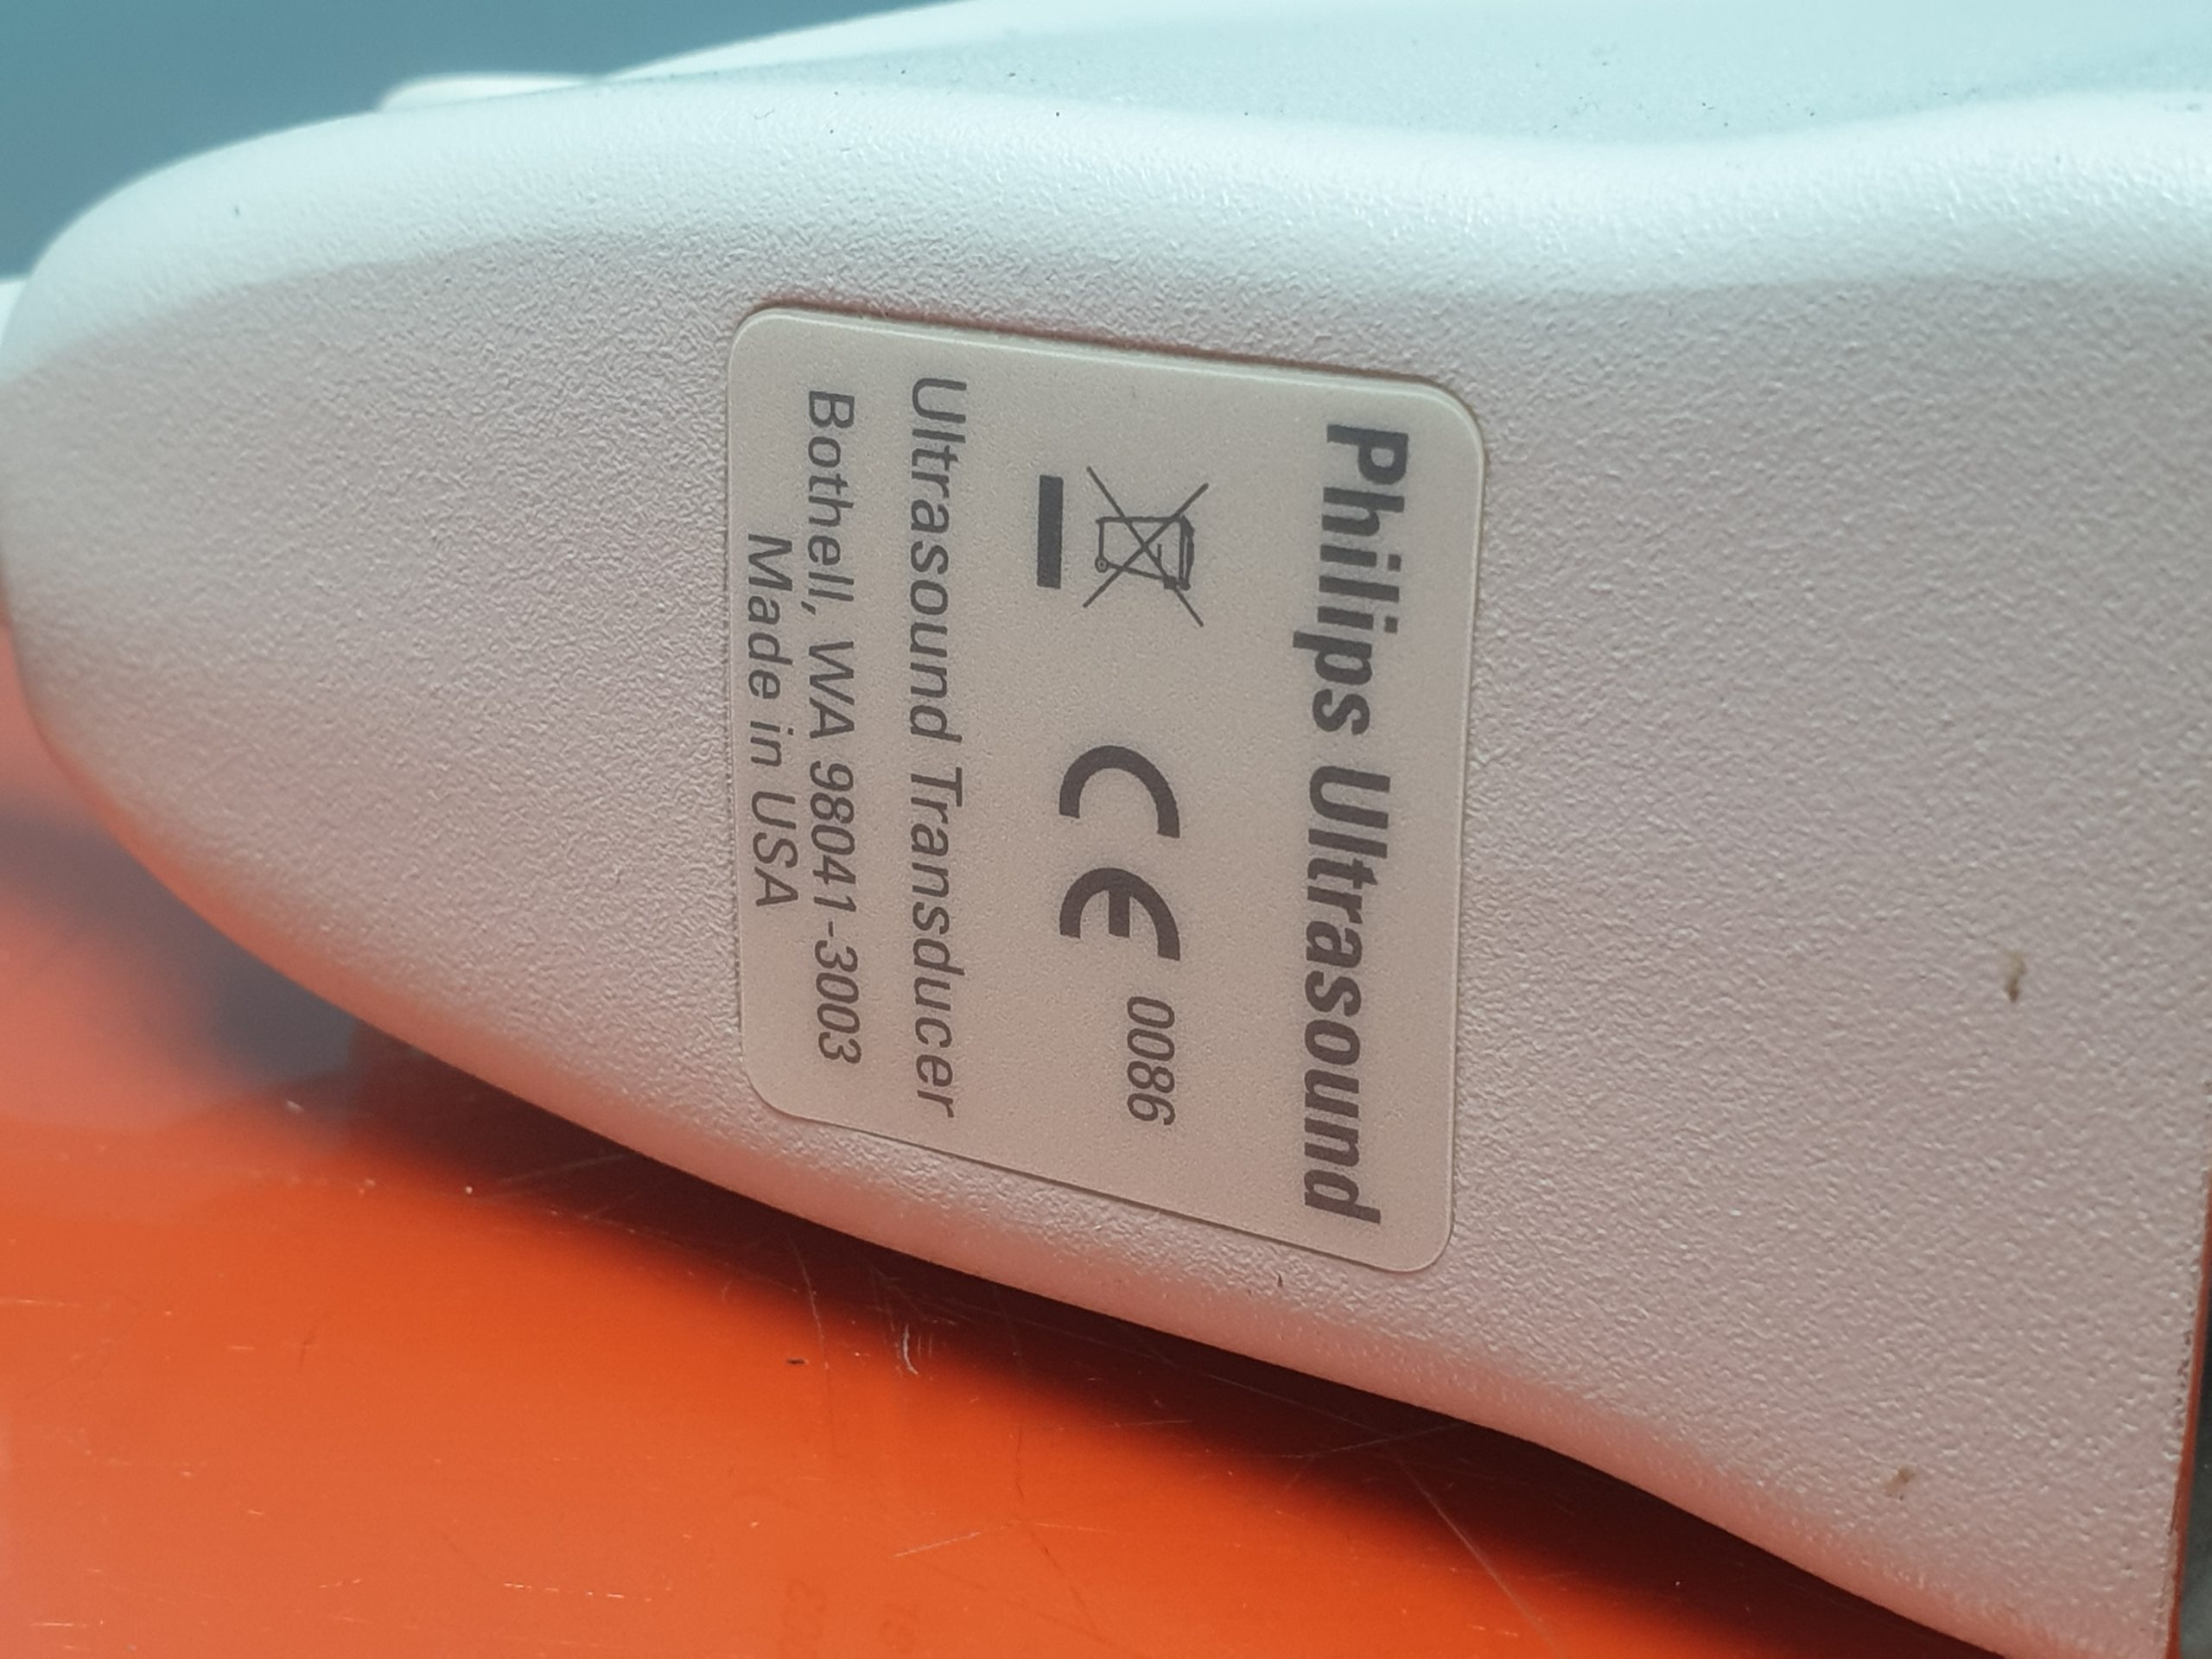 Philips Ultrasound
CE 0086
Ultrasound Transducer
Bothell, WA 98041-3003
Made in USA